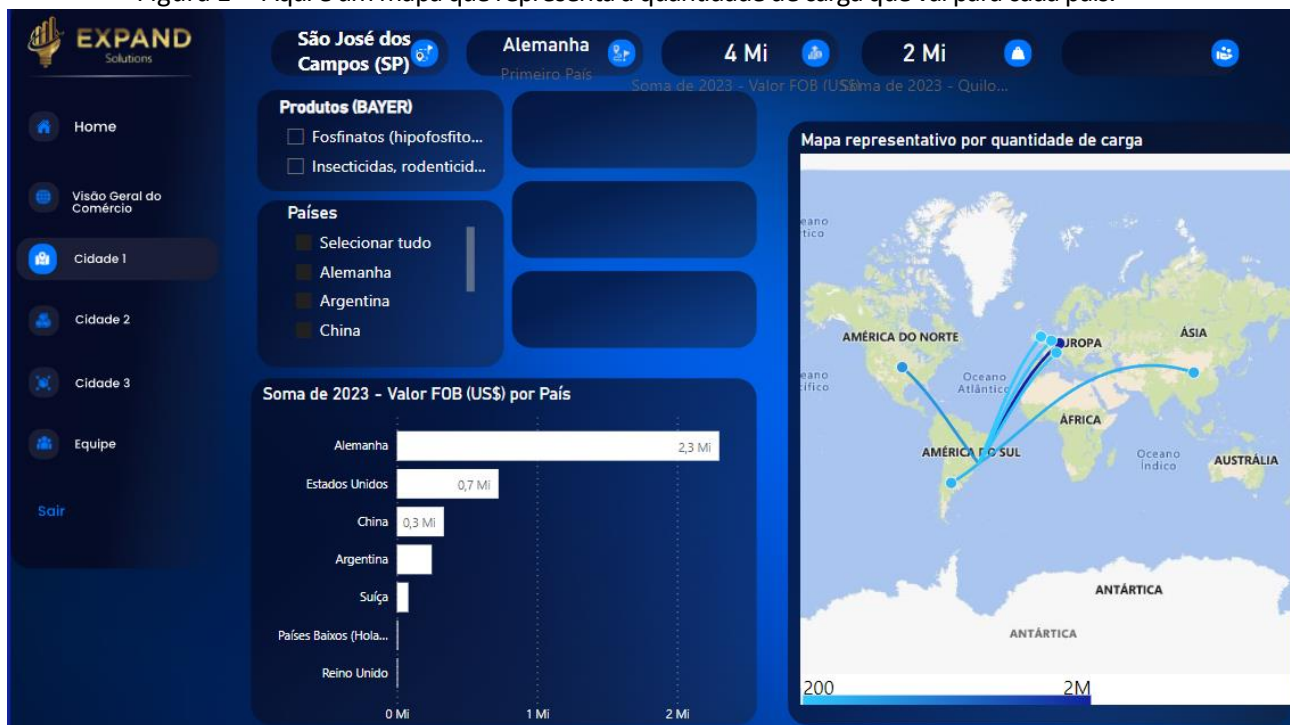 Figura 1 – Aqui é um mapa que representa a quantidade de carga que vai para cada país.
EXPAND
Solutions
Home
Visão Geral do
Comércio
Cidade 1
Cidade 2
Cidade 3
Equipe
Sair
São José dos
Campos (SP)
Alemanha
Primeiro País
4 Mi
Soma de 2023 - Valor FOB (US$)
2 Mi
Soma de 2023 - Quilo...
Produtos (BAYER)
Fosfinatos (hipofosfito...
Insecticidas, rodenticid...
Países
Selecionar tudo
Alemanha
Argentina
China
Soma de 2023 - Valor FOB (US$) por País
Alemanha
2,3 Mi
Estados Unidos
0,7 Mi
China
0,3 Mi
Argentina
Suíça
Países Baixos (Hola...
Reino Unido
0 Mi
1 Mi
2 Mi
Mapa representativo por quantidade de carga
AMÉRICA DO NORTE
EUROPA
ÁSIA
Oceano
Atlântico
ÁFRICA
AMÉRICA DO SUL
Oceano
Índico
AUSTRÁLIA
ANTÁRTICA
ANTÁRTICA
200
2M